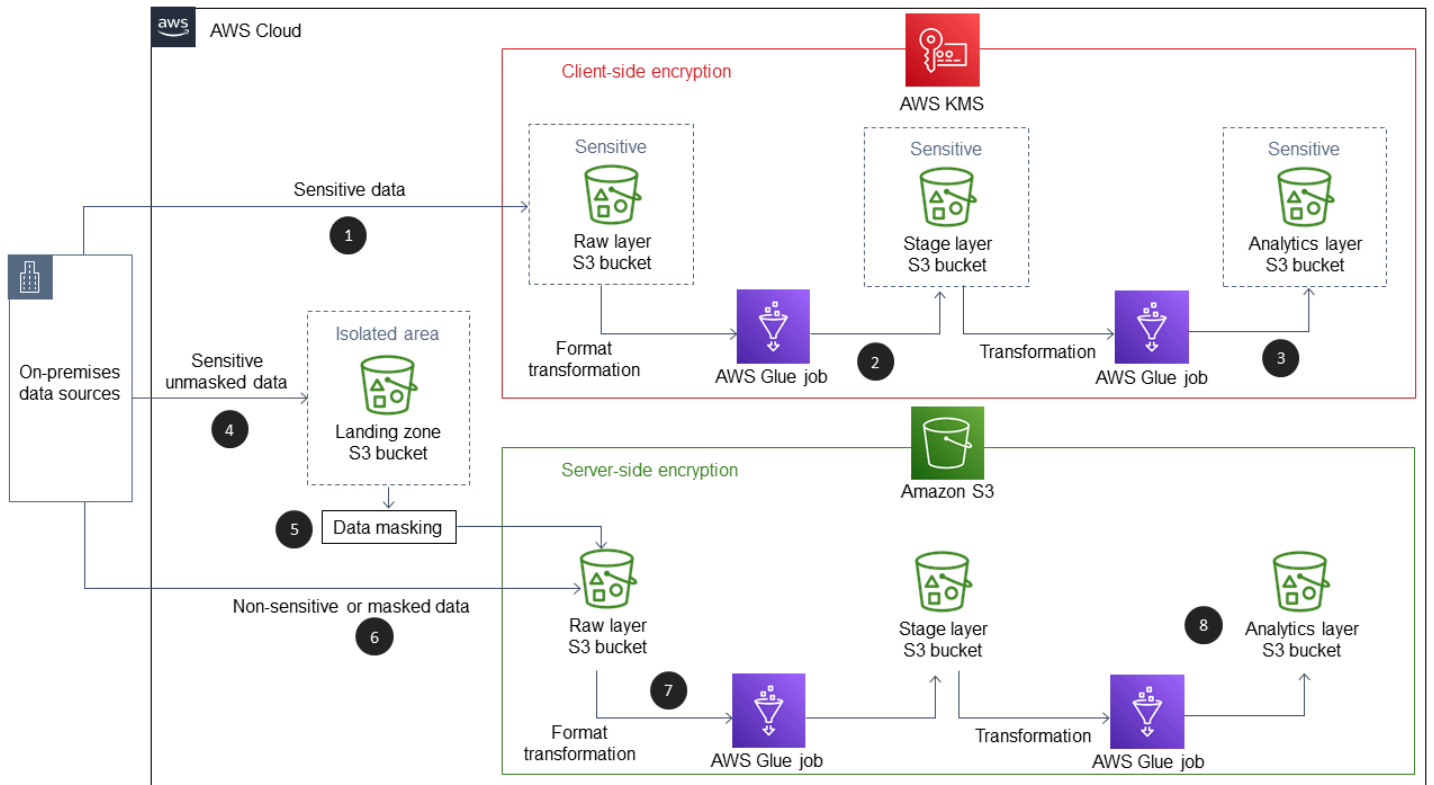 aws
AWS Cloud
Client-side encryption
AWS KMS
Sensitive
Raw layer
S3 bucket
Sensitive
Stage layer
S3 bucket
Sensitive
Analytics layer
S3 bucket
Sensitive data
1
Format
transformation
AWS Glue job
2
Transformation
AWS Glue job
3
On-premises
data sources
Sensitive
unmasked data
4
Isolated area
Landing zone
S3 bucket
5
Data masking
Non-sensitive or masked data
6
Server-side encryption
Amazon S3
Raw layer
S3 bucket
Stage layer
S3 bucket
8
Analytics layer
S3 bucket
7
Format
transformation
AWS Glue job
Transformation
AWS Glue job